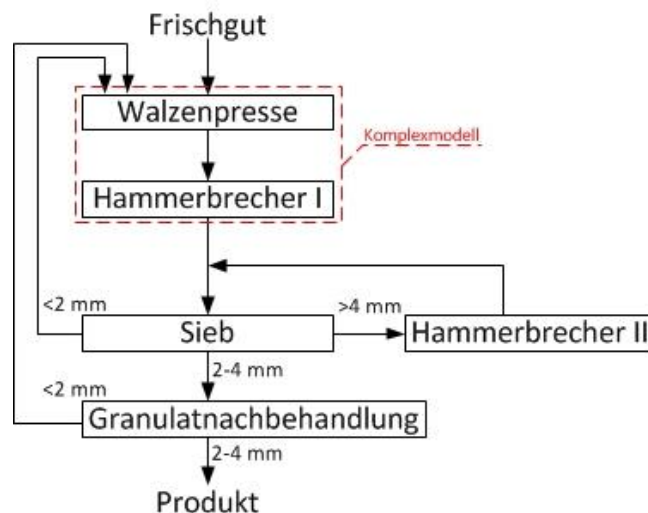 Frischgut
Walzenpresse
Komplexmodell
Hammerbrecher I
<2 mm
>4 mm
Sieb
Hammerbrecher II
2-4 mm
<2 mm
Granulatnachbehandlung
2-4 mm
Produkt